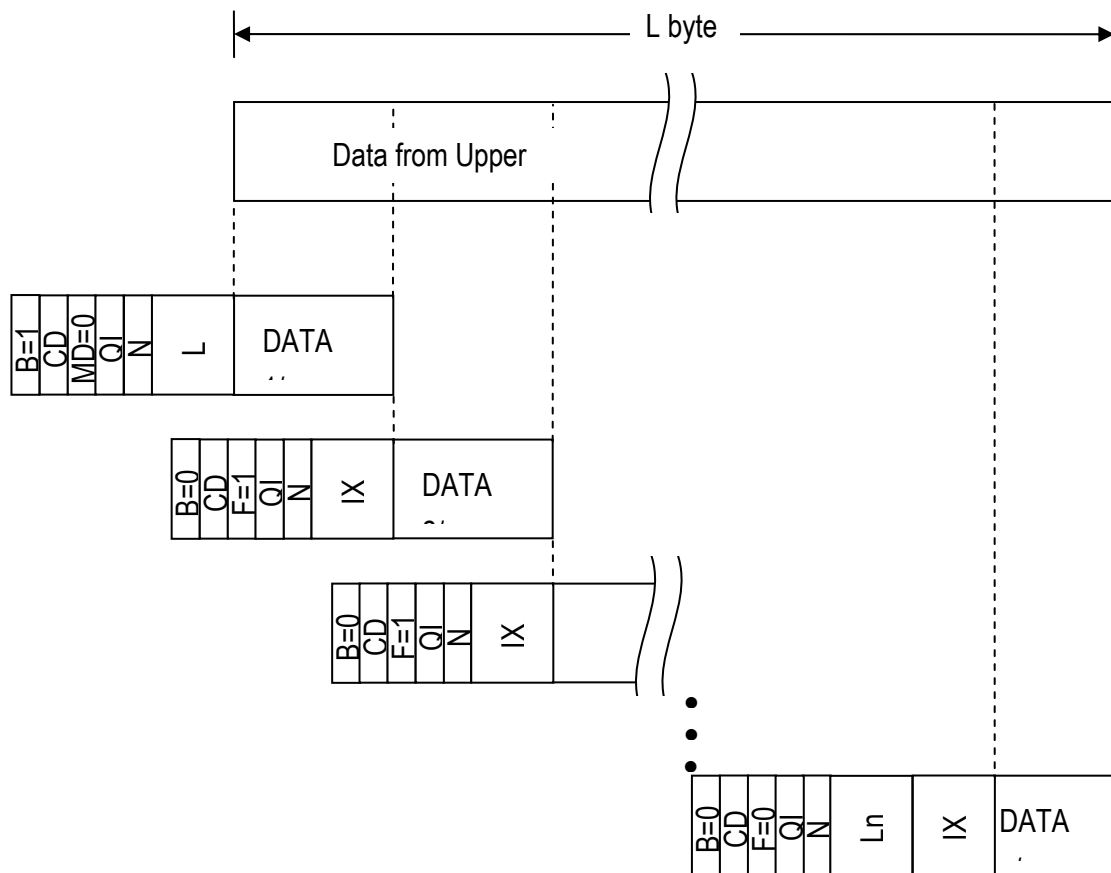 L byte
Data from Upper
B=1 CD MD=0 QI N L DATA
B=0 CD F=1 QI N IX DATA
B=0 CD F=1 QI N IX
B=0 CD F=0 QI N Ln IX DATA